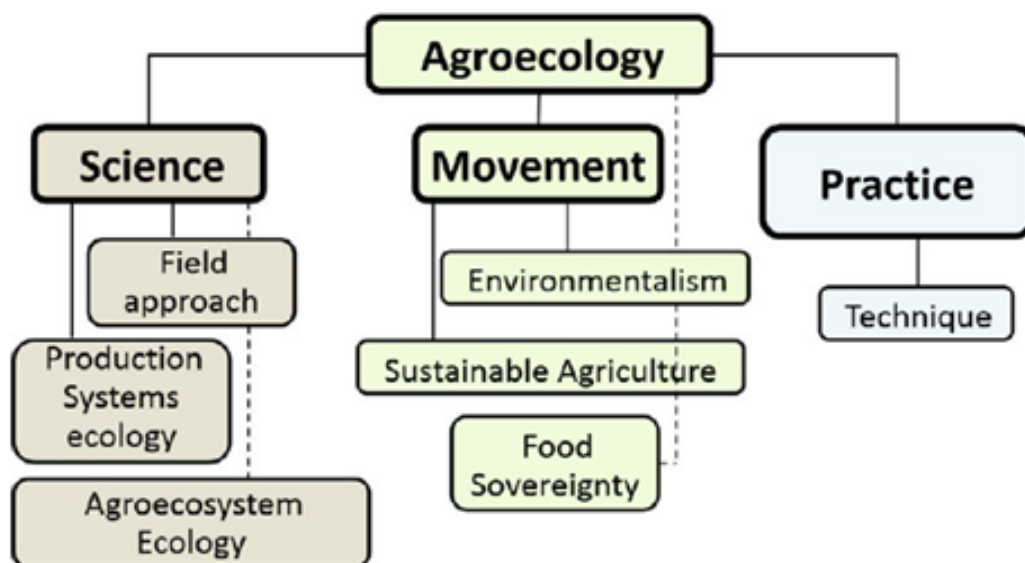 Agroecology
Science
Movement
Practice
Field
approach
Environmentalism
Technique
Production
Systems
ecology
Sustainable Agriculture
Food
Sovereignty
Agroecosystem
Ecology